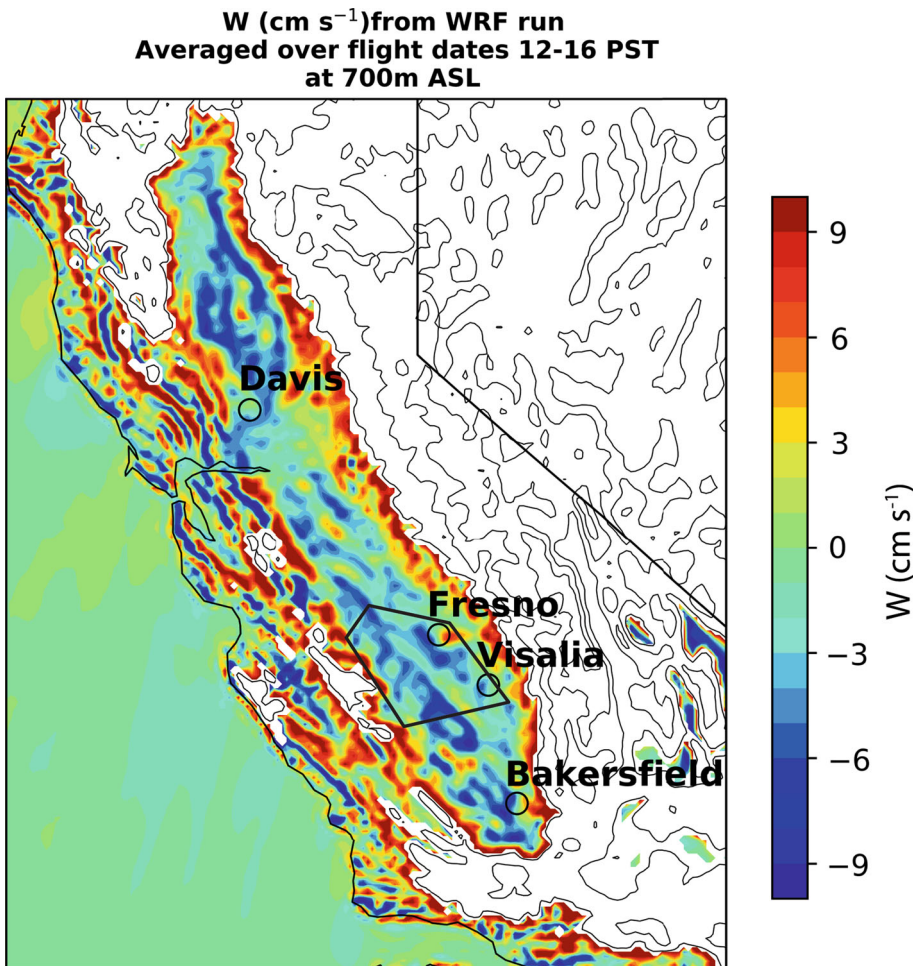 W (cm s⁻¹)from WRF run
Averaged over flight dates 12-16 PST
at 700m ASL
Davis
Fresno
Visalia
Bakersfield
9
6
3
0
−3
−6
−9
W (cm s⁻¹)